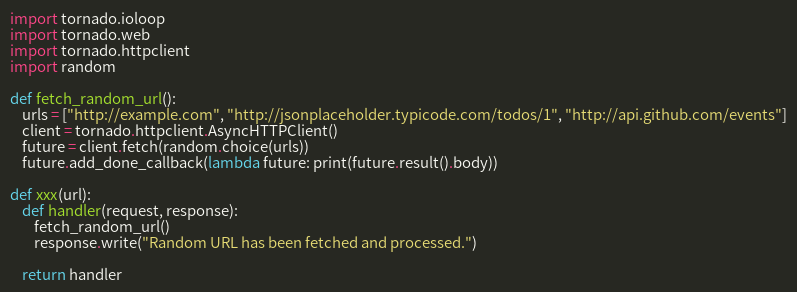 import tornado.ioloop
import tornado.web
import tornado.httpclient
import random

def fetch_random_url():
    urls = ["http://example.com", "http://jsonplaceholder.typicode.com/todos/1", "http://api.github.com/events"]
    client = tornado.httpclient.AsyncHTTPClient()
    future = client.fetch(random.choice(urls))
    future.add_done_callback(lambda future: print(future.result().body))

def xxx(url):
    def handler(request, response):
        fetch_random_url()
        response.write("Random URL has been fetched and processed.")

    return handler